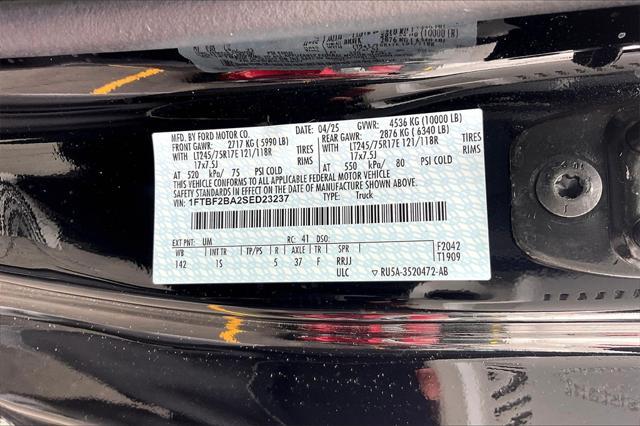 MFD. BY FORD MOTOR CO.
DATE: 04/25 GVWR: 4536 KG (10000 LB)
FRONT GAWR: 2717 KG ( 5990 LB) REAR GAWR: 2876 KG ( 6340 LB)
WITH LT245/75R17E 121/118R TIRES WITH LT245/75R17E 121/118R TIRES
17x7.5J RIMS 17x7.5J RIMS
AT 520 kPa/ 75 PSI COLD AT 550 kPa/ 80 PSI COLD
THIS VEHICLE CONFORMS TO ALL APPLICABLE FEDERAL MOTOR VEHICLE
SAFETY STANDARDS IN EFFECT ON THE DATE OF MANUFACTURE SHOWN ABOVE.
VIN: 1FTBF2BA2SED23237 TYPE: Truck
EXT PNT: UM RC: 41 DSO: F2042
WB INT TR TP/PS R AXLE TR SPR T1909
142 1S 5 37 F RRJJ
ULC RU5A-3520472-AB